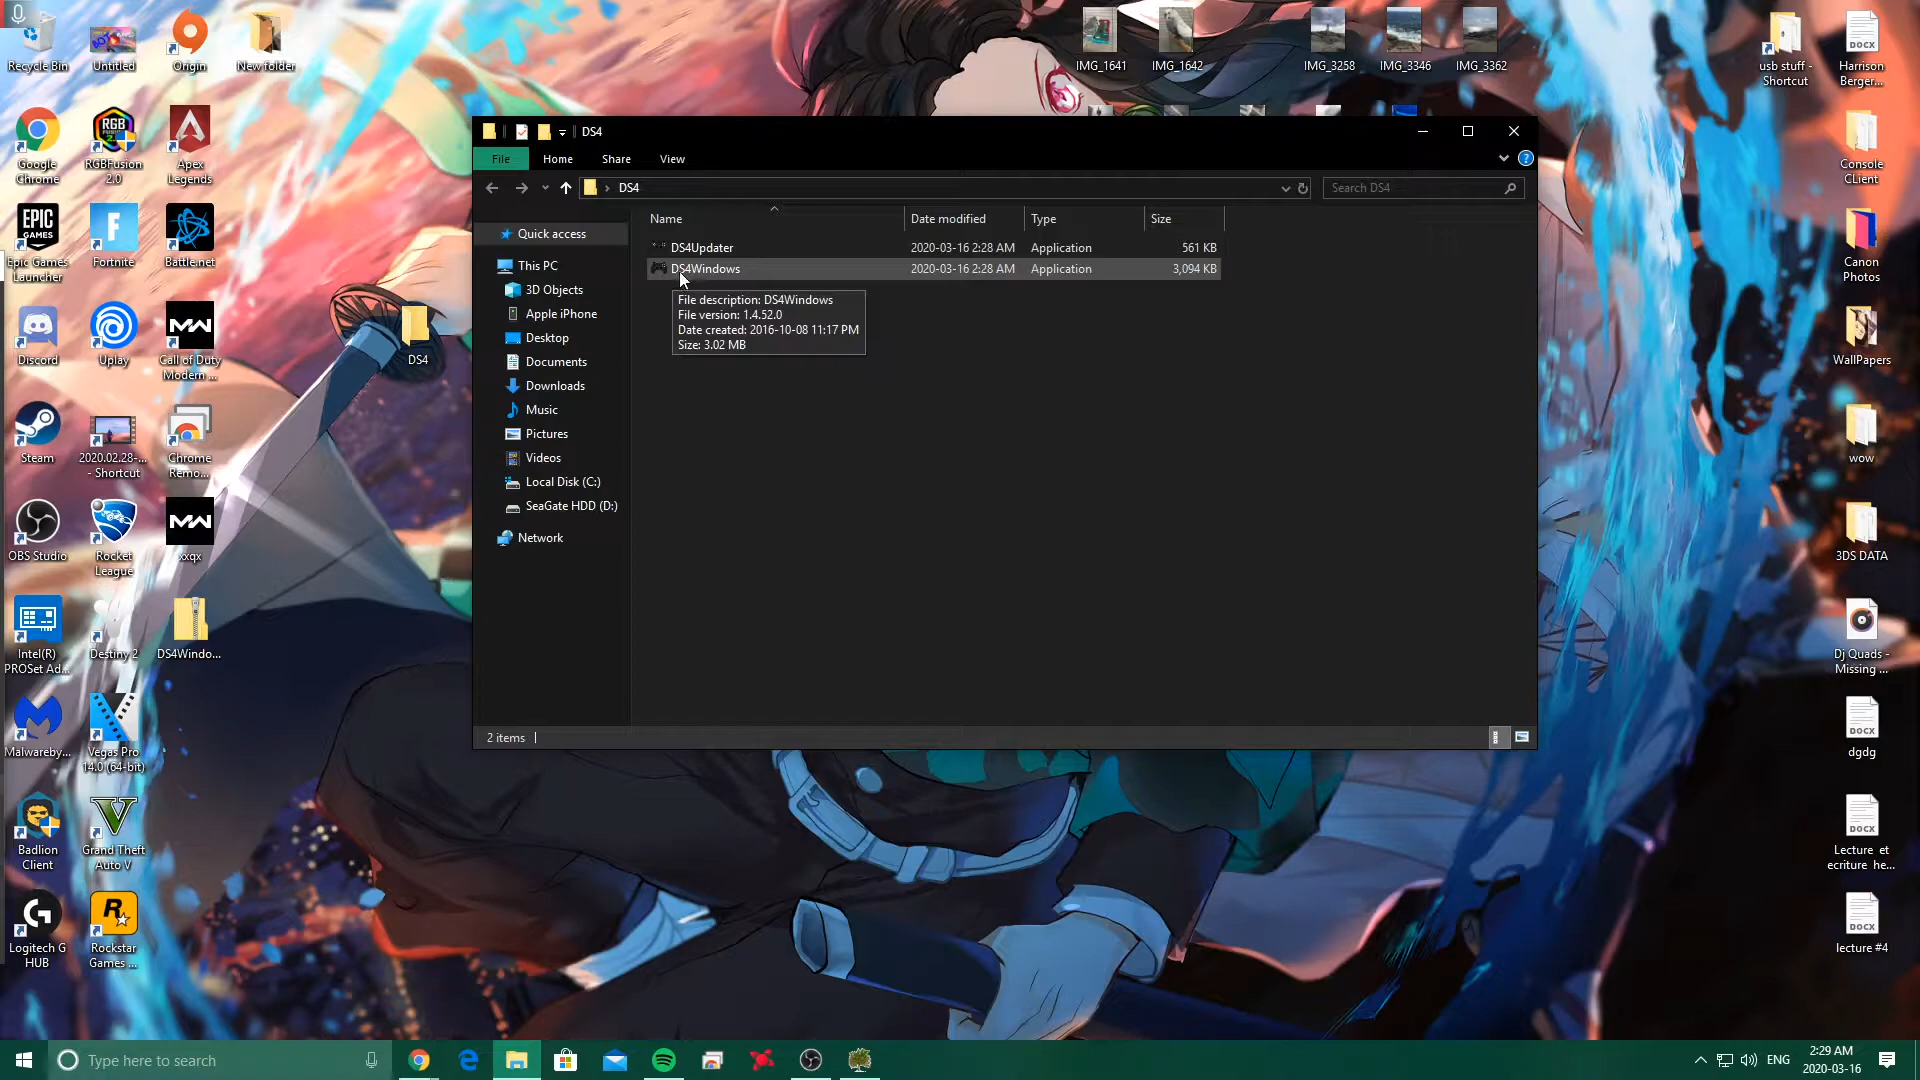 Recycle Bin
Untitled
Origin
New folder
IMG_1641
IMG_1642
IMG_3258
IMG_3346
IMG_3362
usb stuff -
Shortcut
DOCX
Harrison
Berger...
Google
Chrome
RGB
RGBFusion
2.0
Apex
Legends
Console
CLient
EPIC
GAMES
Epic Games
Launcher
Fortnite
Battle.net
Canon
Photos
Discord
Uplay
MW
Call of Duty
Modern ...
DS4
WallPapers
Steam
2020.02.28-...
- Shortcut
Chrome
Remo...
wow
OBS Studio
Rocket
League
MW
xxqx
3DS DATA
Intel(R)
PROSet Ad...
Destiny 2
DS4Windo...
Dj Quads -
Missing ...
Malwareby...
Vegas Pro
14.0 (64-bit)
DOCX
dgdg
Badlion
Client
Grand Theft
Auto V
DOCX
Lecture et
ecriture he...
Logitech G
HUB
Rockstar
Games ...
DOCX
lecture #4
DS4
File
Home
Share
View
DS4
Search DS4
Name
Date modified
Type
Size
DS4Updater
2020-03-16 2:28 AM
Application
561 KB
DS4Windows
2020-03-16 2:28 AM
Application
3,094 KB
File description: DS4Windows
File version: 1.4.52.0
Date created: 2016-10-08 11:17 PM
Size: 3.02 MB
Quick access
This PC
3D Objects
Apple iPhone
Desktop
Documents
Downloads
Music
Pictures
Videos
Local Disk (C:)
SeaGate HDD (D:)
Network
2 items
Type here to search
ENG
2:29 AM
2020-03-16